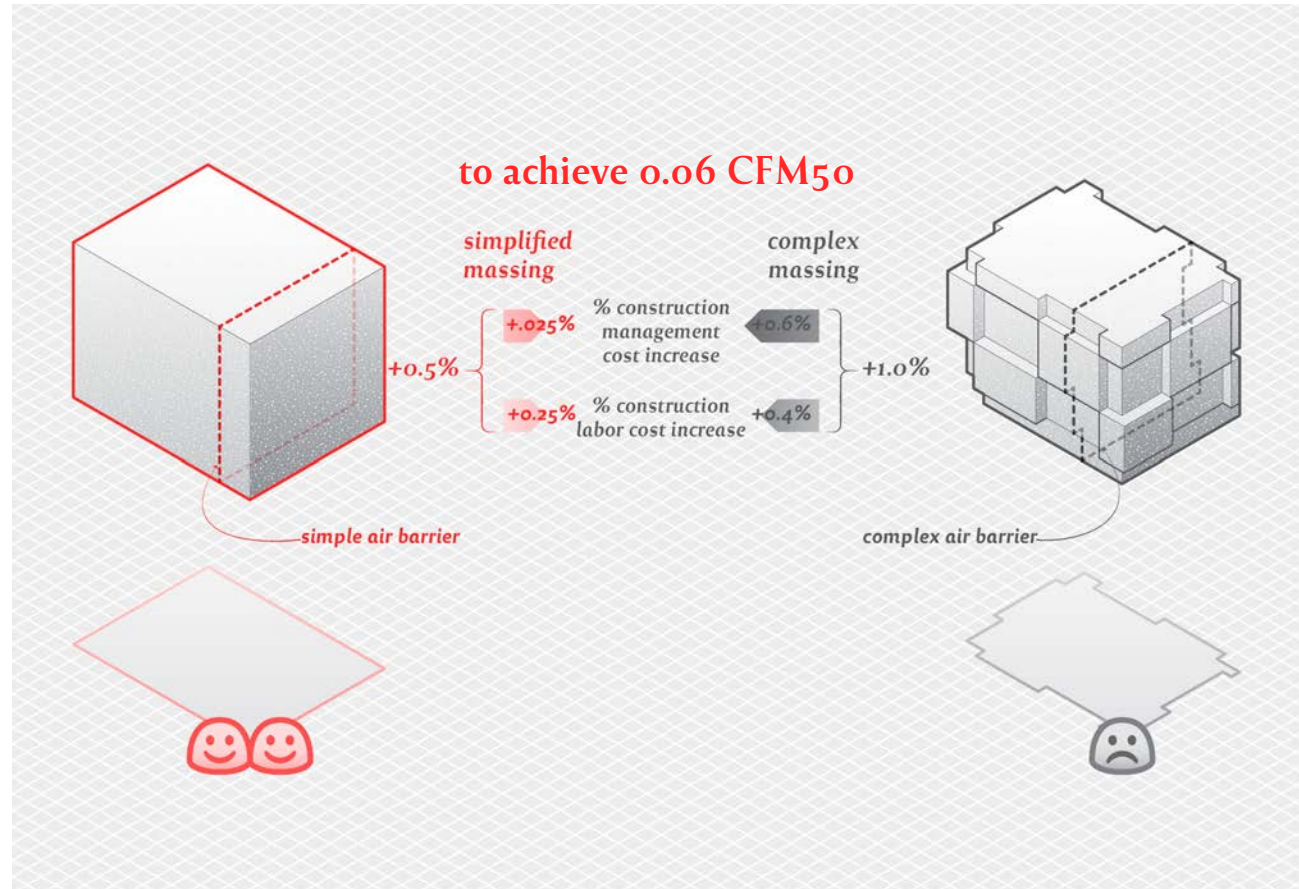 to achieve 0.06 CFM50
simplified
massing
complex
massing
+.025%
% construction
management
cost increase
+0.6%
+0.5%
+1.0%
+0.25%
% construction
labor cost increase
+0.4%
simple air barrier
complex air barrier